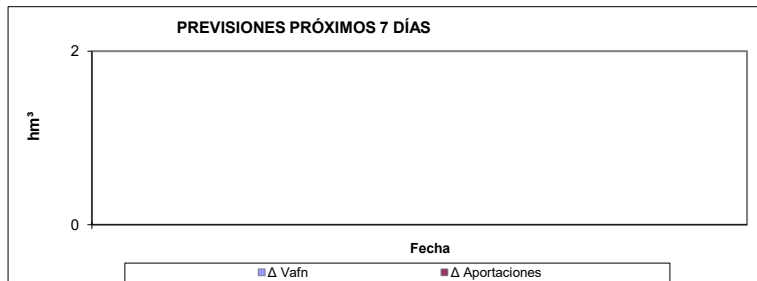 PREVISIONES PRÓXIMOS 7 DÍAS
2
hm³
0
Fecha
Δ Vafn
Δ Aportaciones